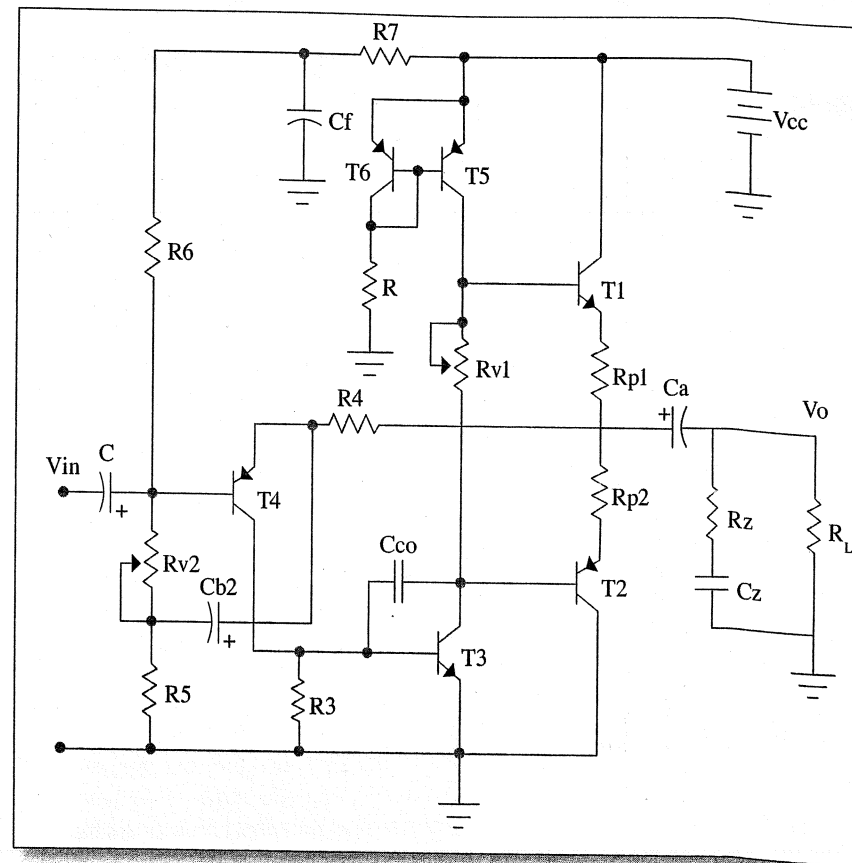 R7
Cf
Vcc
T6
T5
R6
R
T1
Rv1
Rp1
R4
Ca
Vo
Vin
C
+
+
T4
Rv2
Rp2
Rz
RL
Cco
Cb2
+
T2
Cz
T3
R5
R3